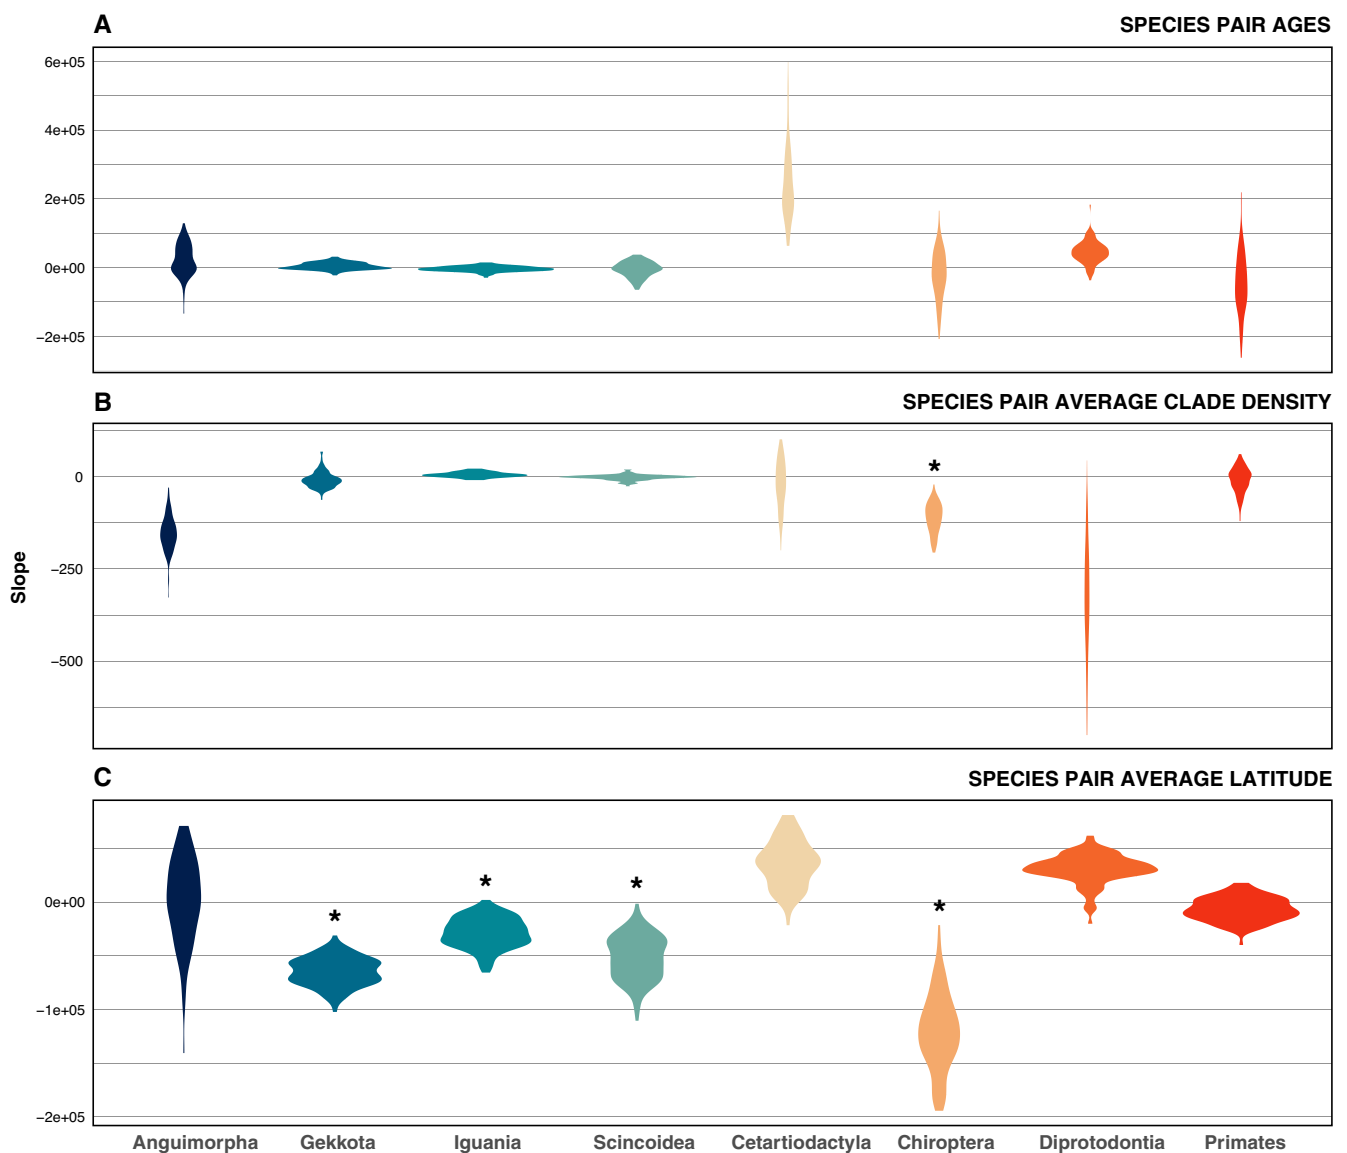 A
SPECIES PAIR AGES
6e+05
4e+05
2e+05
0e+00
−2e+05
B
SPECIES PAIR AVERAGE CLADE DENSITY
*
0
−250
−500
Slope
C
SPECIES PAIR AVERAGE LATITUDE
* * * *
0e+00
−1e+05
−2e+05
Anguimorpha Gekkota Iguania Scincoidea Cetartiodactyla Chiroptera Diprotodontia Primates